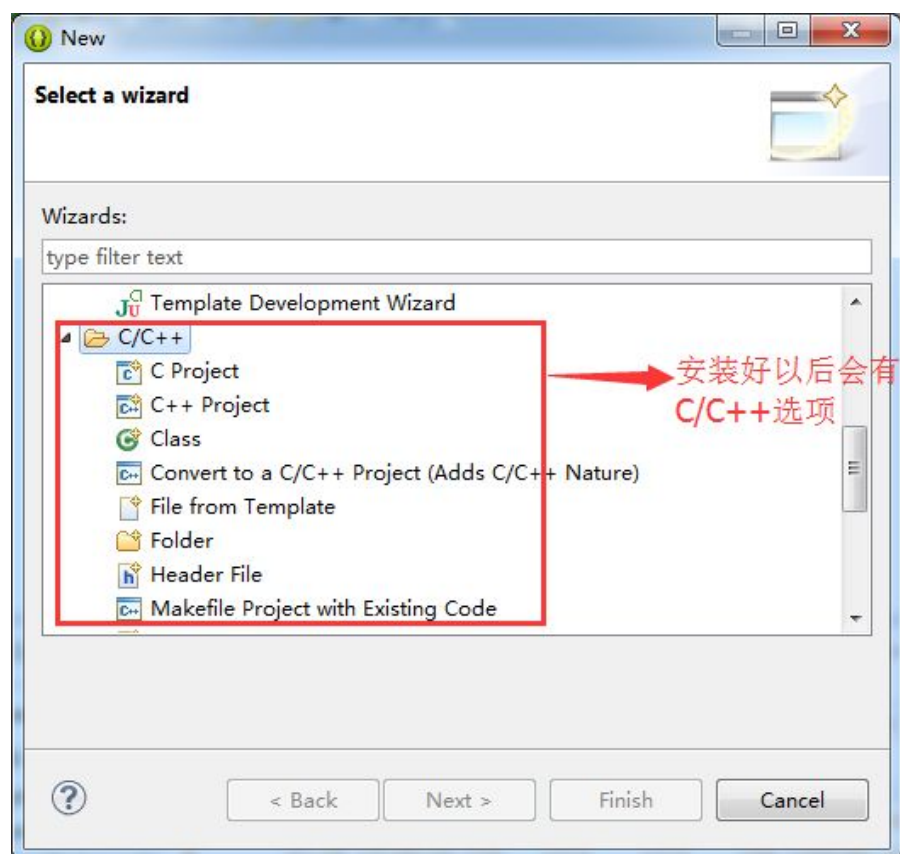 New
Select a wizard
Wizards:
type filter text
Template Development Wizard
C/C++
C Project
C++ Project
Class
Convert to a C/C++ Project (Adds C/C++ Nature)
File from Template
Folder
Header File
Makefile Project with Existing Code
安装好以后会有
C/C++选项
< Back
Next >
Finish
Cancel